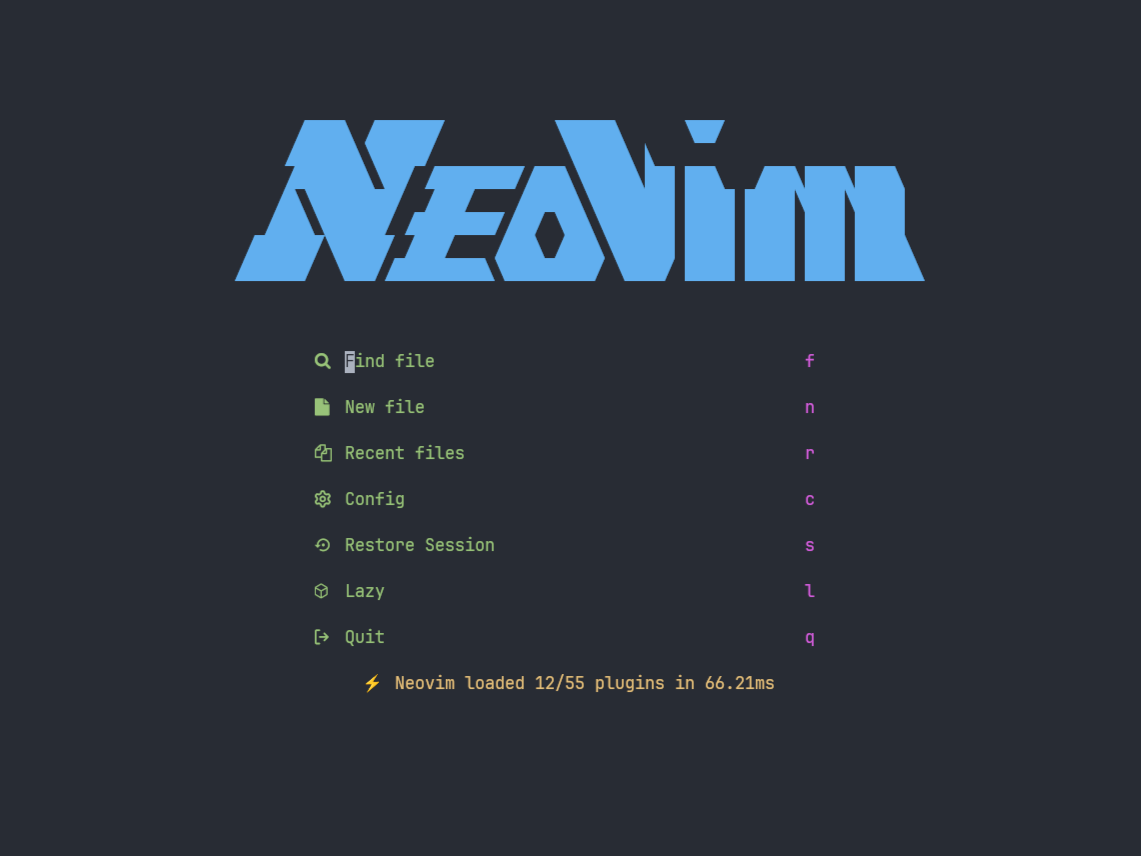 NEOVIM
Find file f
New file n
Recent files r
Config c
Restore Session s
Lazy l
Quit q
⚡ Neovim loaded 12/55 plugins in 66.21ms